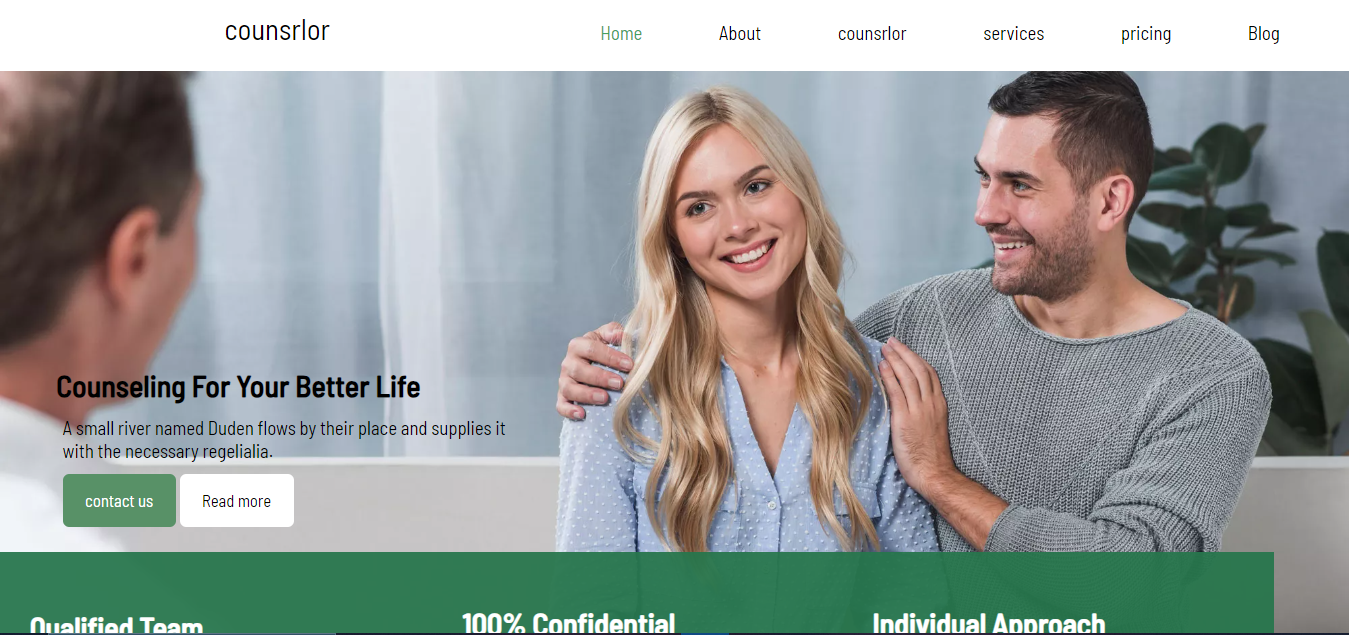 counsrlor
Home About counsrlor services pricing Blog
Counseling For Your Better Life
A small river named Duden flows by their place and supplies it
with the necessary regelialia.
contact us Read more
Qualified Team 100% Confidential Individual Approach